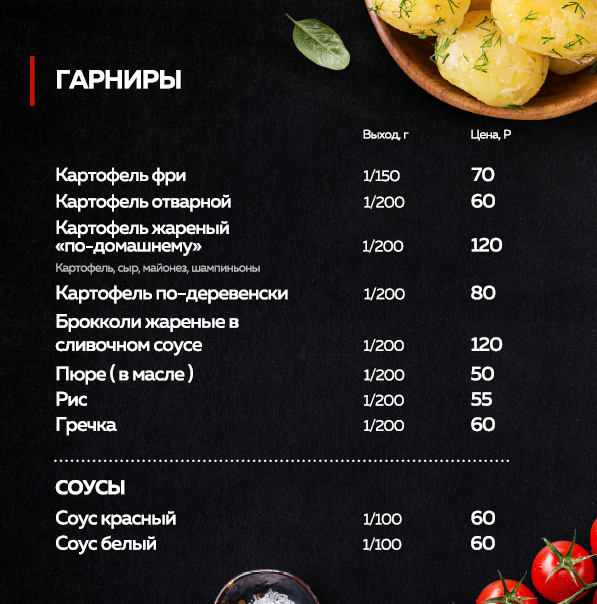 ГАРНИРЫ
Выход, г Цена, Р
Картофель фри 1/150 70
Картофель отварной 1/200 60
Картофель жареный
«по-домашнему» 1/200 120
Картофель, сыр, майонез, шампиньоны
Картофель по-деревенски 1/200 80
Брокколи жареные в
сливочном соусе 1/200 120
Пюре ( в масле ) 1/200 50
Рис 1/200 55
Гречка 1/200 60
СОУСЫ
Соус красный 1/100 60
Соус белый 1/100 60